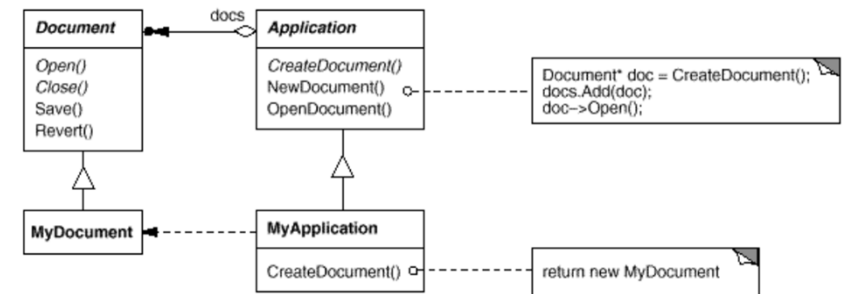 docs
Document
Open()
Close()
Save()
Revert()
Application
CreateDocument()
NewDocument()
OpenDocument()
Document* doc = CreateDocument();
docs.Add(doc);
doc->Open();
MyDocument
MyApplication
CreateDocument()
return new MyDocument